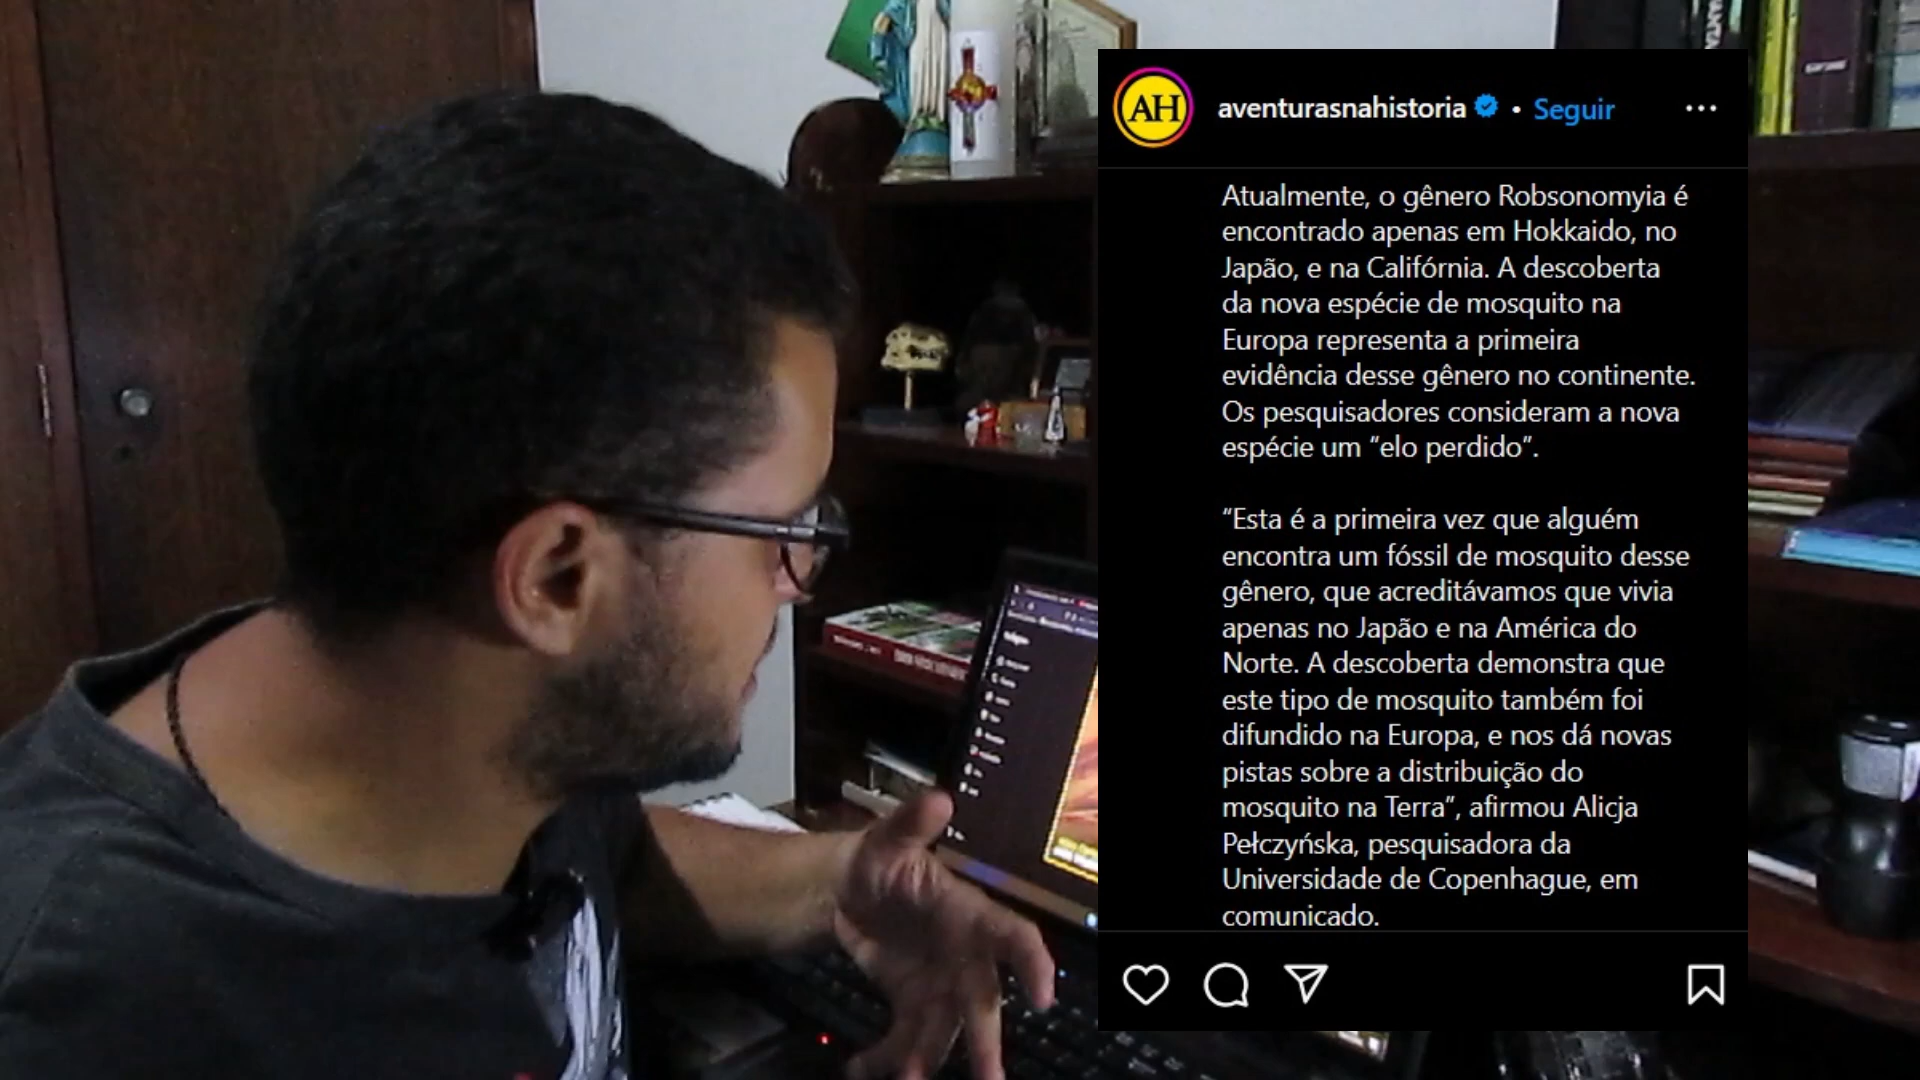 AH
aventurasnahistoria • Seguir
Atualmente, o gênero Robsonomyia é
encontrado apenas em Hokkaido, no
Japão, e na Califórnia. A descoberta
da nova espécie de mosquito na
Europa representa a primeira
evidência desse gênero no continente.
Os pesquisadores consideram a nova
espécie um “elo perdido”.
“Esta é a primeira vez que alguém
encontra um fóssil de mosquito desse
gênero, que acreditávamos que vivia
apenas no Japão e na América do
Norte. A descoberta demonstra que
este tipo de mosquito também foi
difundido na Europa, e nos dá novas
pistas sobre a distribuição do
mosquito na Terra”, afirmou Alicja
Pełczyńska, pesquisadora da
Universidade de Copenhague, em
comunicado.